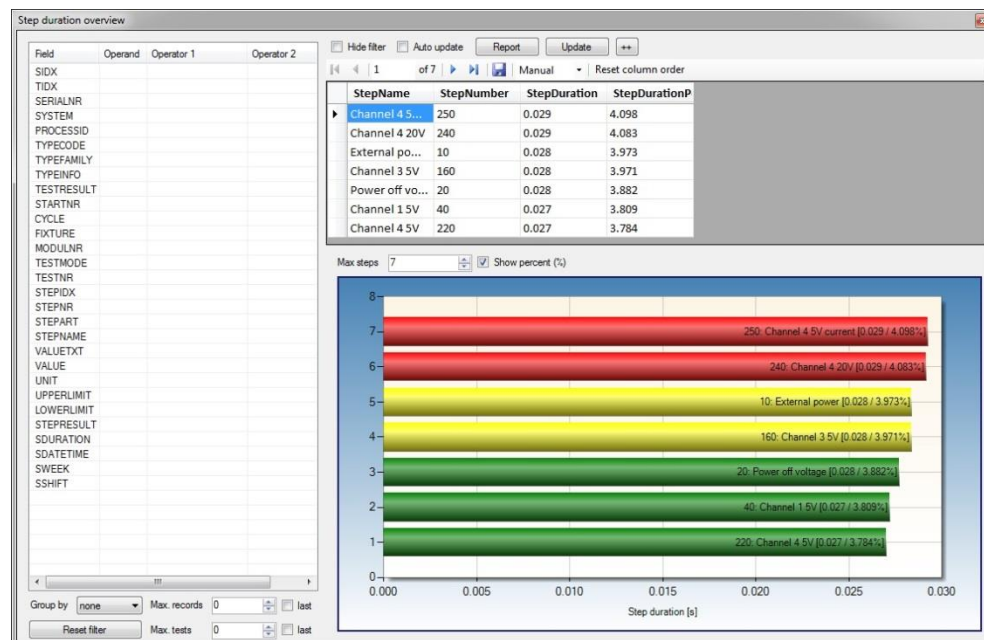 Step duration overview
Field Operand Operator 1 Operator 2
SIDX
TIDX
SERIALNR
SYSTEM
PROCESSID
TYPECODE
TYPEFAMILY
TYPEINFO
TESTRESULT
STARTNR
CYCLE
FIXTURE
MODULNR
TESTMODE
TESTNR
STEPIDX
STEPNR
STEPART
STEPNAME
VALUETXT
VALUE
UNIT
UPPERLIMIT
LOWERLIMIT
STEPRESULT
SDURATION
SDATETIME
SWEEK
SSHIFT
Group by none Max. records 0 last
Reset filter Max. tests 0 last
Hide filter Auto update Report Update ++
1 of 7 Manual Reset column order
StepName StepNumber StepDuration StepDurationP
Channel 4 5... 250 0.029 4.098
Channel 4 20V 240 0.029 4.083
External po... 10 0.028 3.973
Channel 3 5V 160 0.028 3.971
Power off vo... 20 0.028 3.882
Channel 1 5V 40 0.027 3.809
Channel 4 5V 220 0.027 3.784
Max steps 7 Show percent (%)
8
7 250: Channel 4 5V current [0.029 / 4.098%]
6 240: Channel 4 20V [0.029 / 4.083%]
5 10: External power [0.028 / 3.973%]
4 160: Channel 3 5V [0.028 / 3.971%]
3 20: Power off voltage [0.028 / 3.882%]
2 40: Channel 1 5V [0.027 / 3.809%]
1 220: Channel 4 5V [0.027 / 3.784%]
0
0.000 0.005 0.010 0.015 0.020 0.025 0.030
Step duration [s]